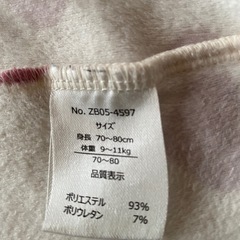 No. ZB05-4597
サイズ
身長 70～80cm
体重 9～11kg
70～80
品質表示
ポリエステル 93%
ポリウレタン 7%